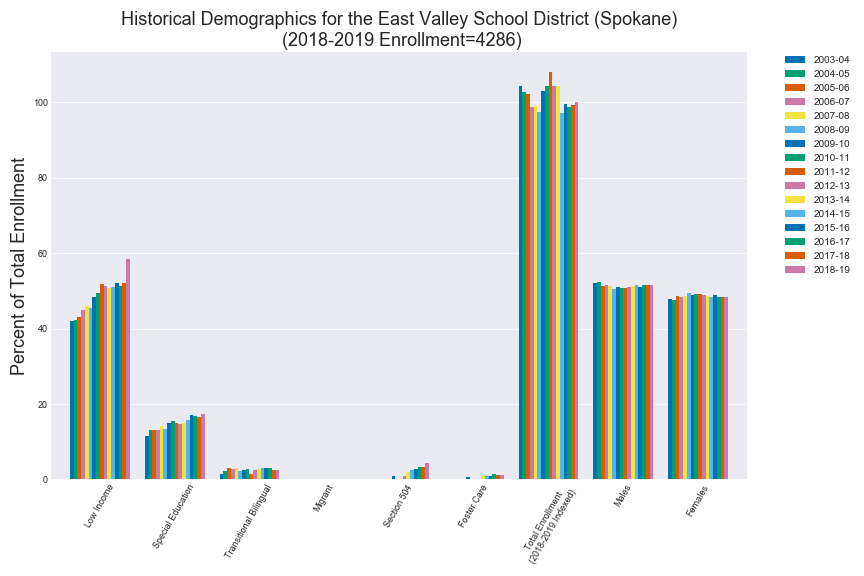 Historical Demographics for the East Valley School District (Spokane)
(2018-2019 Enrollment=4286)
Percent of Total Enrollment
100
80
60
40
20
0
Low Income
Special Education
Transitional Bilingual
Migrant
Section 504
Foster Care
Total Enrollment
(2018-2019 Indexed)
Males
Females
2003-04
2004-05
2005-06
2006-07
2007-08
2008-09
2009-10
2010-11
2011-12
2012-13
2013-14
2014-15
2015-16
2016-17
2017-18
2018-19